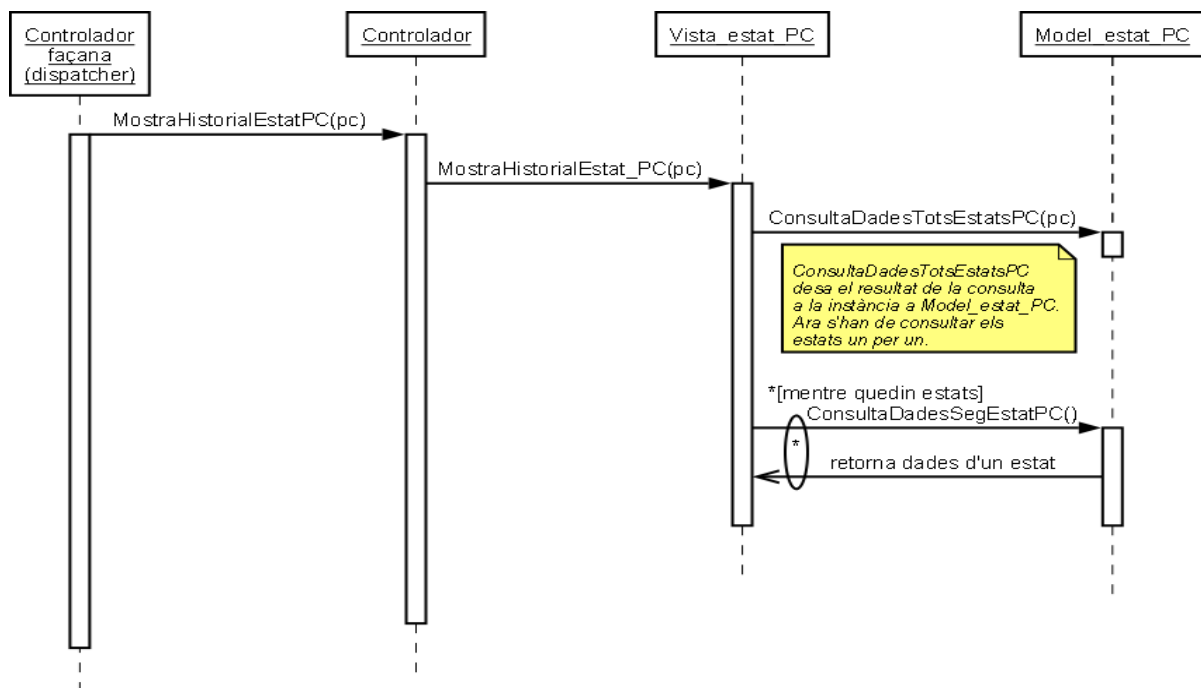 Controlador
façana
(dispatcher)
Controlador
Vista_estat_PC
Model_estat_PC
MostraHistorialEstatPC(pc)
MostraHistorialEstat_PC(pc)
ConsultaDadesTotsEstatsPC(pc)
ConsultaDadesTotsEstatsPC
desa el resultat de la consulta
a la instància a Model_estat_PC.
Ara s'han de consultar els
estats un per un.
*[mentre quedin estats]
ConsultaDadesSegEstatPC()
*
retorna dades d'un estat